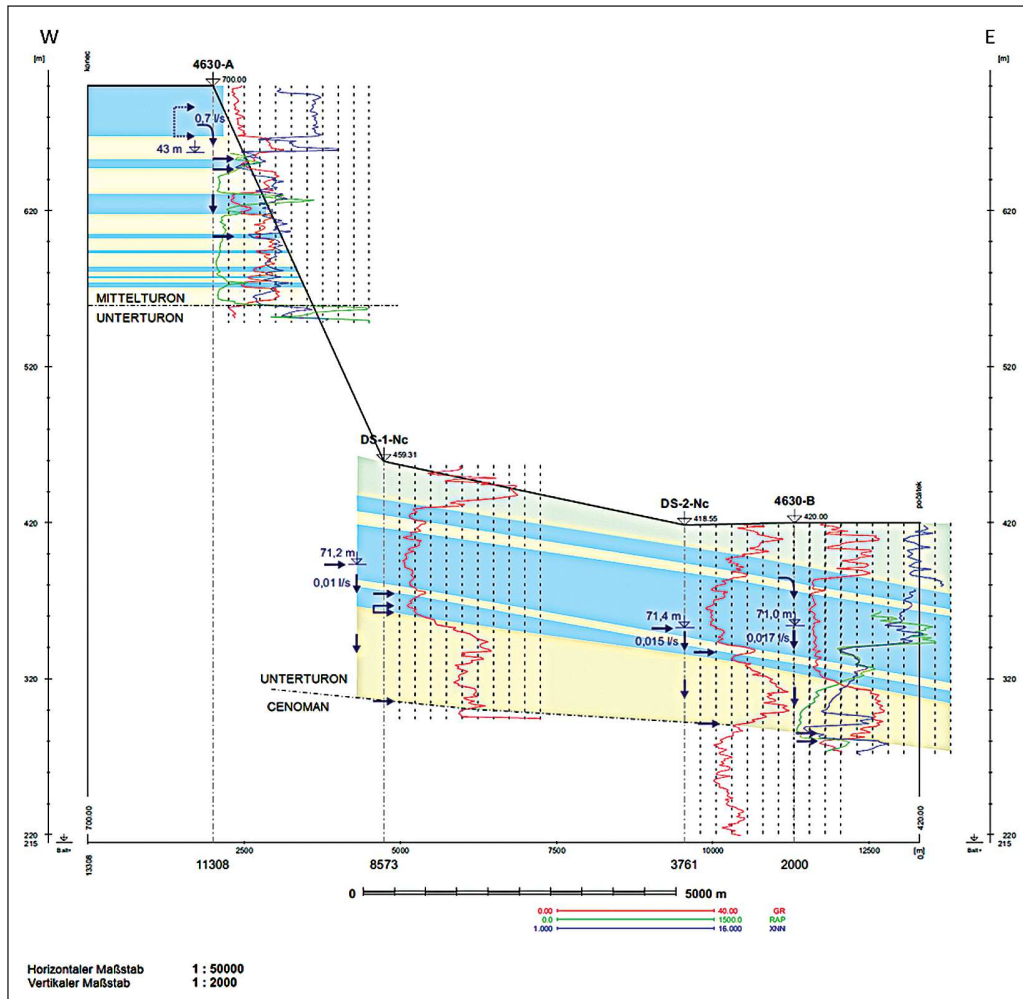 W
E
[m]
[m]
konec
4630-A
700.00
0,7 l/s
43 m
620
620
MITTELTURON
UNTERTURON
520
520
DS-1-Nc
459.31
DS-2-Nc
418.55
4630-B
420.00
počátek
420
420
71,2 m
0,01 l/s
71,4 m
0,015 l/s
71,0 m
0,017 l/s
320
320
UNTERTURON
CENOMAN
220
215
220
215
Balt+
Balt+
700.00
420.00
13308
2500
5000
7500
10000
12500
[m]
11308
8573
3761
2000
0
5000 m
0.00
40.00
GR
0.0
1500.0
RAP
1.000
16.000
XNN
Horizontaler Maßstab 1 : 50000
Vertikaler Maßstab 1 : 2000